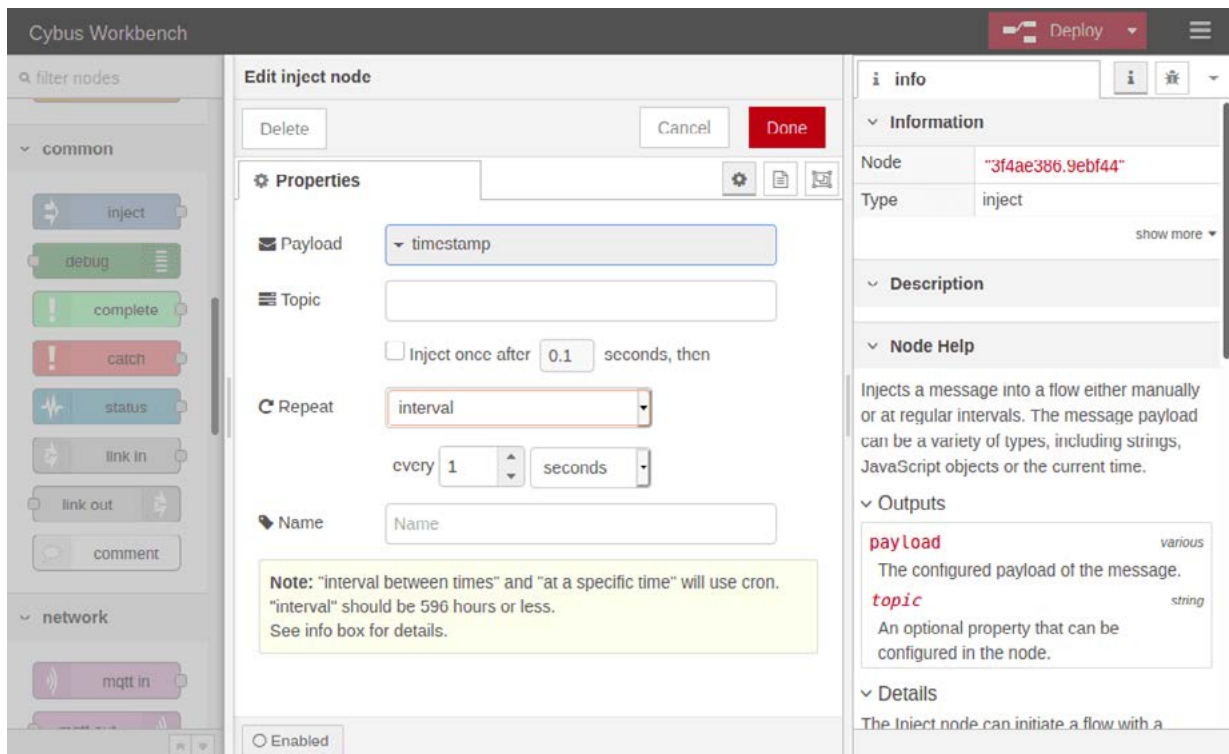 Cybus Workbench
Deploy
filter nodes
common
inject
debug
complete
catch
status
link in
link out
comment
network
mqtt in
Edit inject node
Delete
Cancel
Done
Properties
Payload
timestamp
Topic
Inject once after 0.1 seconds, then
Repeat
interval
every 1 seconds
Name
Name
Note: "interval between times" and "at a specific time" will use cron.
"interval" should be 596 hours or less.
See info box for details.
Enabled
i info
i
Information
Node "3f4ae386.9ebf44"
Type inject
show more
Description
Node Help
Injects a message into a flow either manually
or at regular intervals. The message payload
can be a variety of types, including strings,
JavaScript objects or the current time.
Outputs
payload various
The configured payload of the message.
topic string
An optional property that can be
configured in the node.
Details
The Inject node can initiate a flow with a